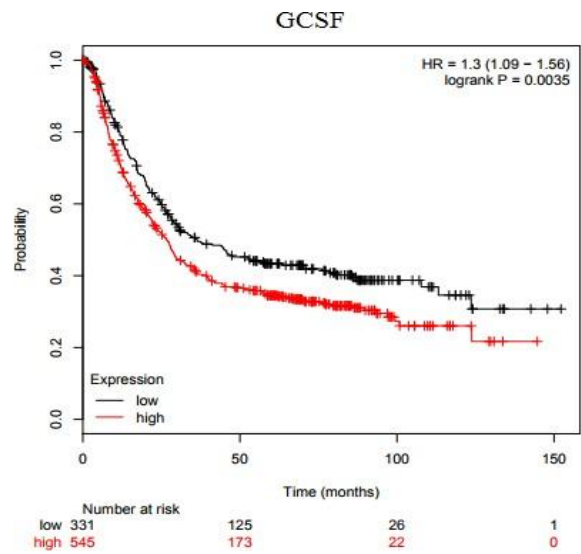 GCSF
HR = 1.3 (1.09 − 1.56)
logrank P = 0.0035
Probability
1.0
0.8
0.6
0.4
0.2
0.0
Expression
low
high
0 50 100 150
Time (months)
Number at risk
low 331 125 26 1
high 545 173 22 0